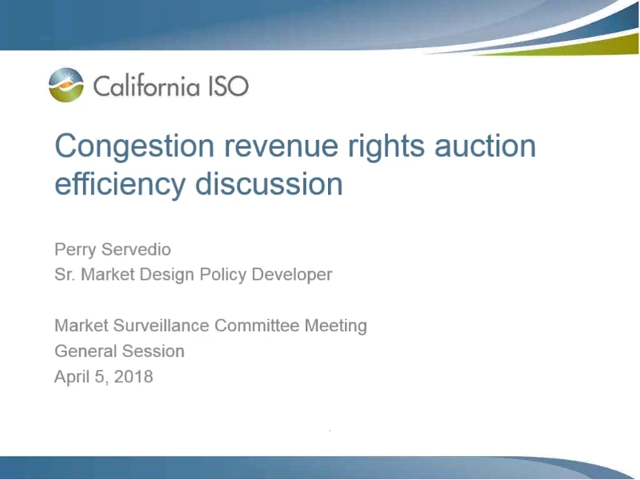 California ISO
Congestion revenue rights auction
efficiency discussion
Perry Servedio
Sr. Market Design Policy Developer
Market Surveillance Committee Meeting
General Session
April 5, 2018